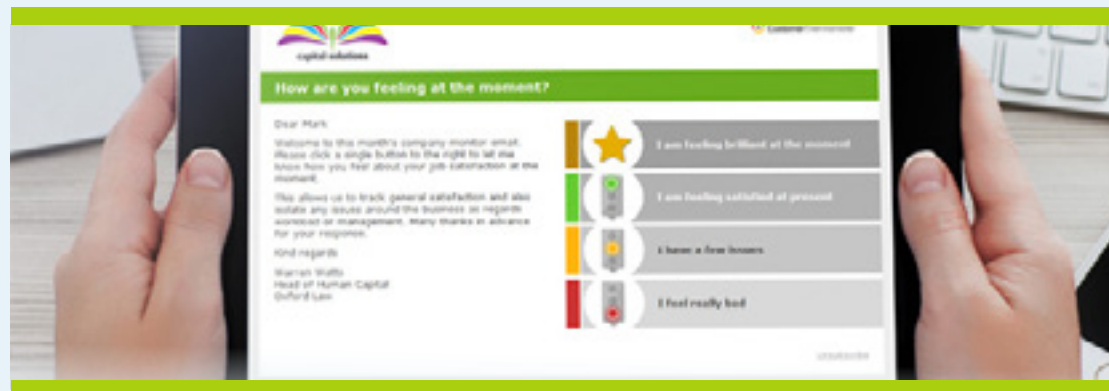 capital solutions
Customer
How are you feeling at the moment?
Dear Mark
Welcome to this month's company monitor email.
Please click a single button to the right to let me
know how you feel about your job satisfaction at the
moment.
This allows us to track general satisfaction and also
isolate any issues around the business as regards
workload or management. Many thanks in advance
for your response.
Kind regards
Warren Watts
Head of Human Capital
Oxford Law
I am feeling brilliant at the moment
I am feeling satisfied at present
I have a few issues
I feel really bad
unsubscribe